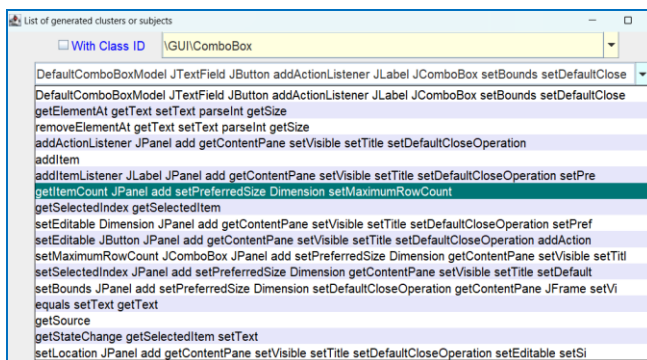 List of generated clusters or subjects
With Class ID \GUI\ComboBox
DefaultComboBoxModel JTextField JButton addActionListener JLabel JComboBox setBounds setDefaultClose
DefaultComboBoxModel JTextField JButton addActionListener JLabel JComboBox setBounds setDefaultClose
getElementAt getText setText parseInt getSize
removeElementAt getText setText parseInt getSize
addActionListener JPanel add getContentPane setVisible setTitle setDefaultCloseOperation
addItem
addItemListener JLabel JPanel add getContentPane setVisible setTitle setDefaultCloseOperation setPre
getItemCount JPanel add setPreferredSize Dimension setMaximumRowCount
getSelectedIndex getSelectedItem
setEditable Dimension JPanel add getContentPane setVisible setTitle setDefaultCloseOperation setPref
setEditable JButton JPanel add getContentPane setVisible setTitle setDefaultCloseOperation addAction
setMaximumRowCount JComboBox JPanel add setPreferredSize Dimension getContentPane setVisible setTitl
setSelectedIndex JPanel add setPreferredSize Dimension getContentPane setVisible setTitle setDefault
setBounds JPanel add setPreferredSize Dimension setDefaultCloseOperation getContentPane JFrame setVi
equals setText getText
getSource
getStateChange getSelectedItem setText
setLocation JPanel add getContentPane setVisible setTitle setDefaultCloseOperation setEditable setSi